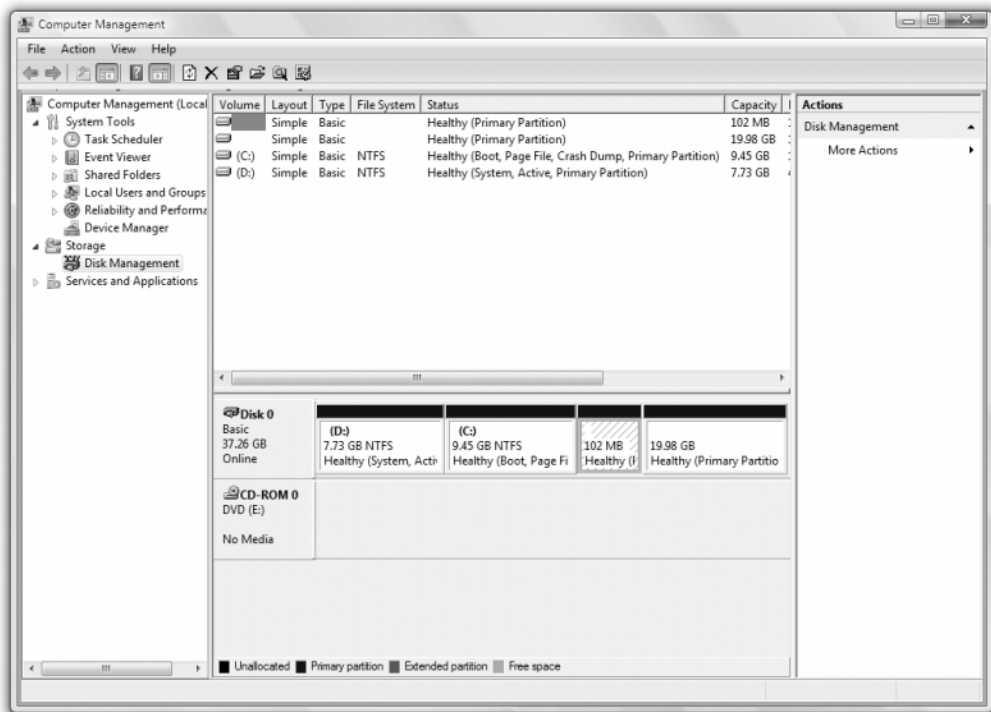 Computer Management
File Action View Help
Computer Management (Local
System Tools
Task Scheduler
Event Viewer
Shared Folders
Local Users and Groups
Reliability and Performa
Device Manager
Storage
Disk Management
Services and Applications
Volume Layout Type File System Status Capacity
Simple Basic Healthy (Primary Partition) 102 MB
Simple Basic Healthy (Primary Partition) 19.98 GB
(C:) Simple Basic NTFS Healthy (Boot, Page File, Crash Dump, Primary Partition) 9.45 GB
(D:) Simple Basic NTFS Healthy (System, Active, Primary Partition) 7.73 GB
Disk 0
Basic
37.26 GB
Online
(D:)
7.73 GB NTFS
Healthy (System, Activ
(C:)
9.45 GB NTFS
Healthy (Boot, Page Fi
102 MB
Healthy (P
19.98 GB
Healthy (Primary Partitio
CD-ROM 0
DVD (E:)
No Media
Unallocated Primary partition Extended partition Free space
Actions
Disk Management
More Actions